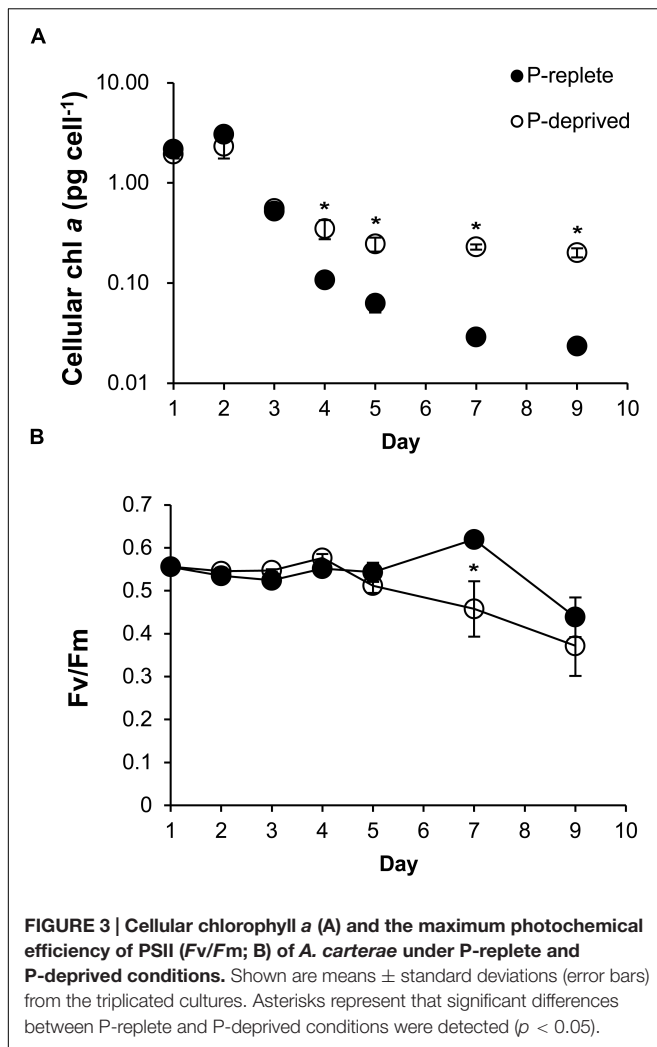 A
P-replete
P-deprived
Cellular chl a (pg cell-1)
10.00
1.00
0.10
0.01
* * * *
1 2 3 4 5 6 7 8 9 10
Day
B
Fv/Fm
0.7
0.6
0.5
0.4
0.3
0.2
0.1
0
*
1 2 3 4 5 6 7 8 9 10
Day
FIGURE 3 | Cellular chlorophyll a (A) and the maximum photochemical
efficiency of PSII (Fv/Fm; B) of A. carterae under P-replete and
P-deprived conditions. Shown are means ± standard deviations (error bars)
from the triplicated cultures. Asterisks represent that significant differences
between P-replete and P-deprived conditions were detected (p < 0.05).